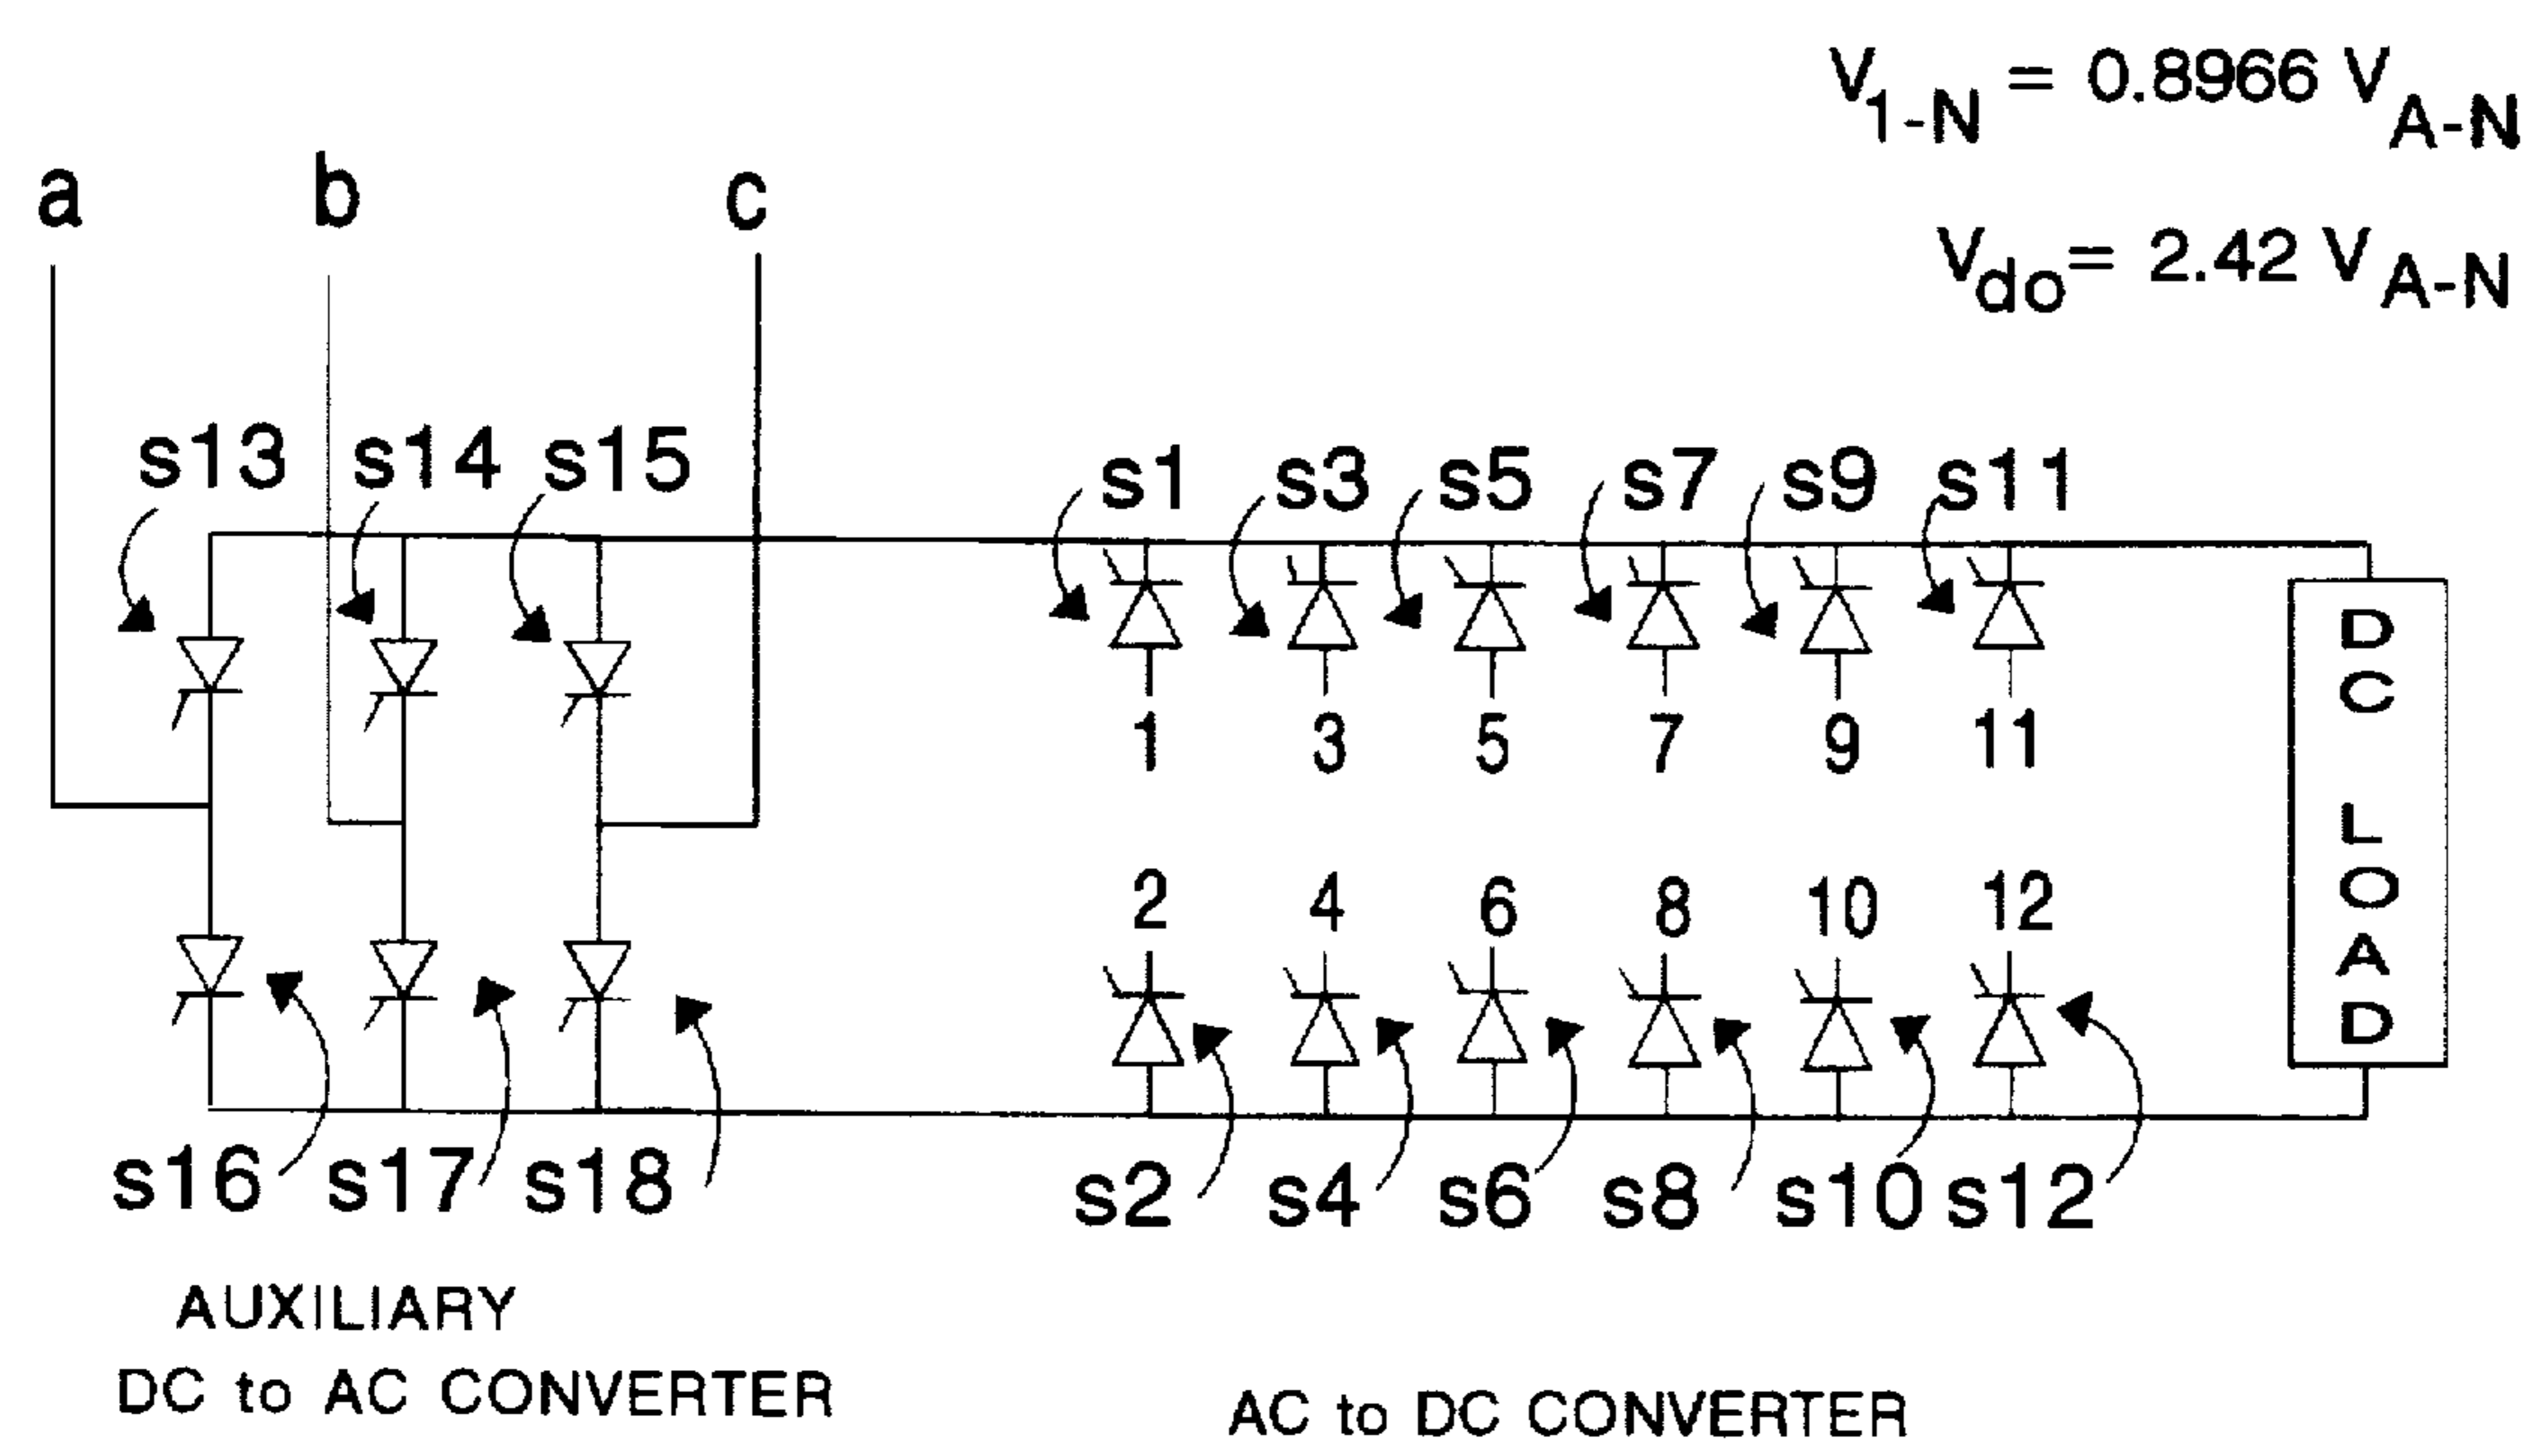 V1-N = 0.8966 VA-N
Vdo= 2.42 VA-N
a b c
s13 s14 s15 s1 s3 s5 s7 s9 s11
1 3 5 7 9 11
2 4 6 8 10 12
DC LOAD
s16 s17 s18 s2 s4 s6 s8 s10 s12
AUXILIARY
DC to AC CONVERTER
AC to DC CONVERTER